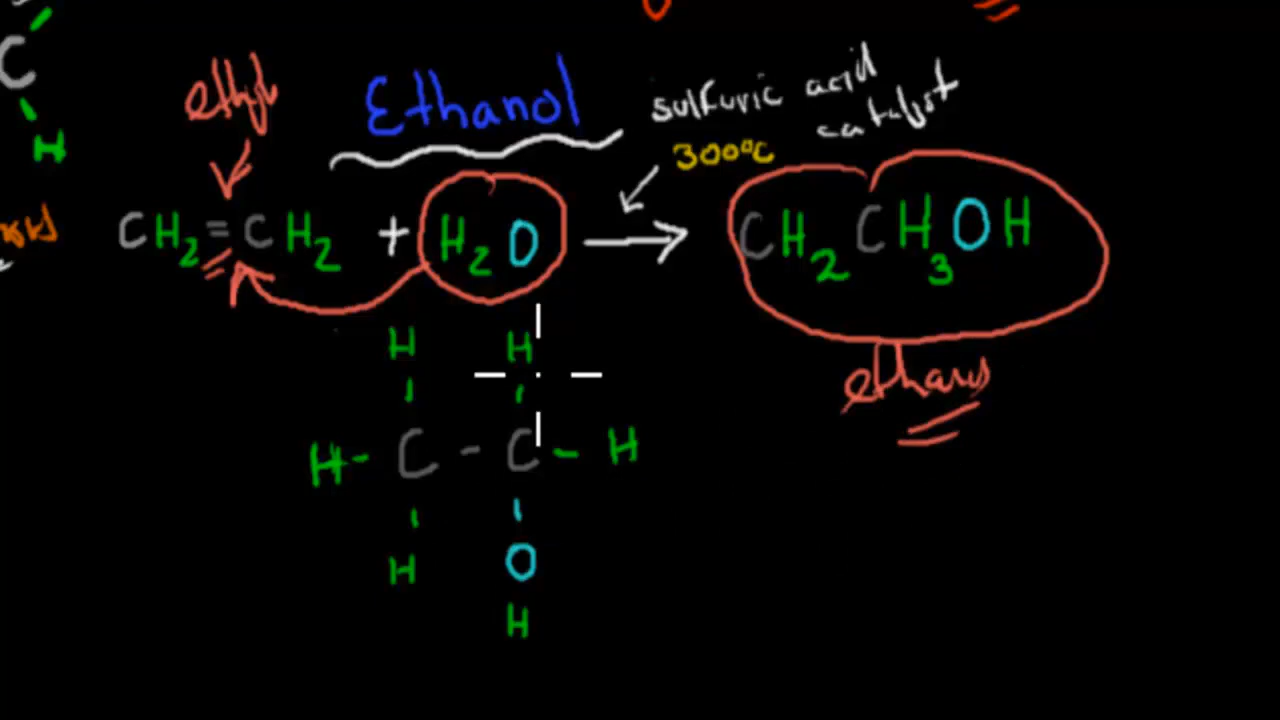 C
H
ethyl
Ethanol
sulfuric acid
catalyst
300°C
CH₂=CH₂ + H₂O → CH₂CH₃OH
H H
H-C-C-H
H O
H